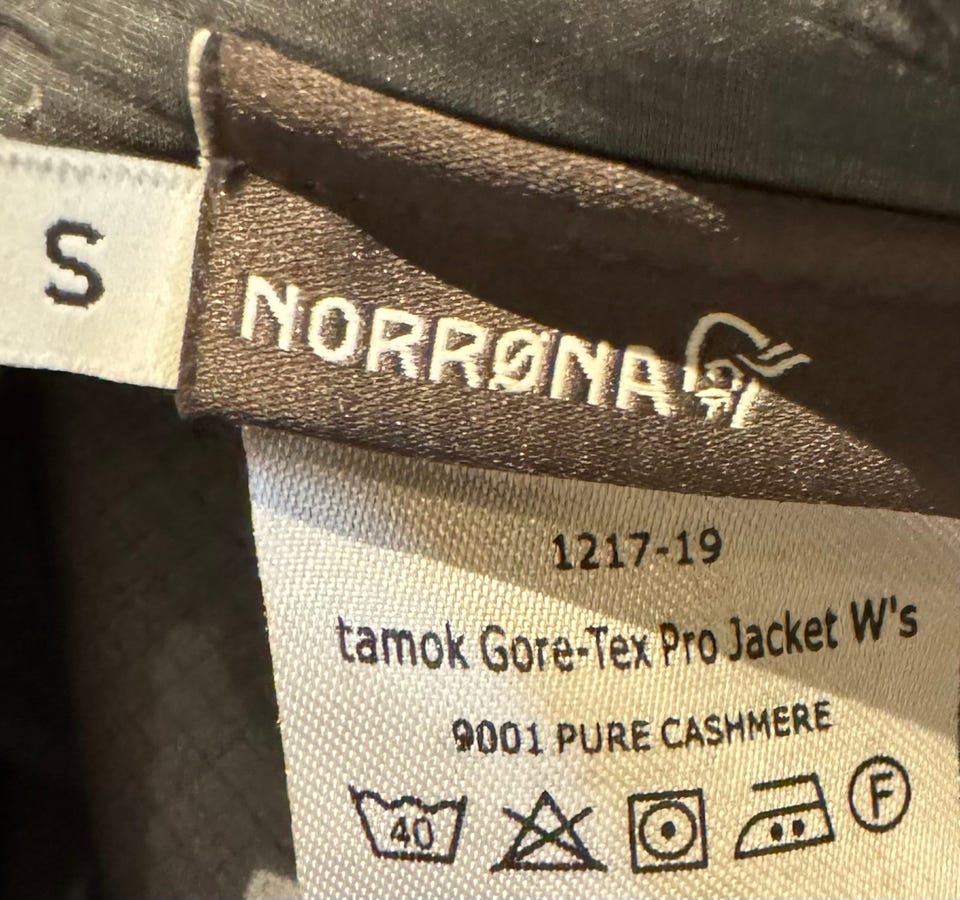 S
NORRØNA
1217-19
tamok Gore-Tex Pro Jacket W's
9001 PURE CASHMERE
40
F